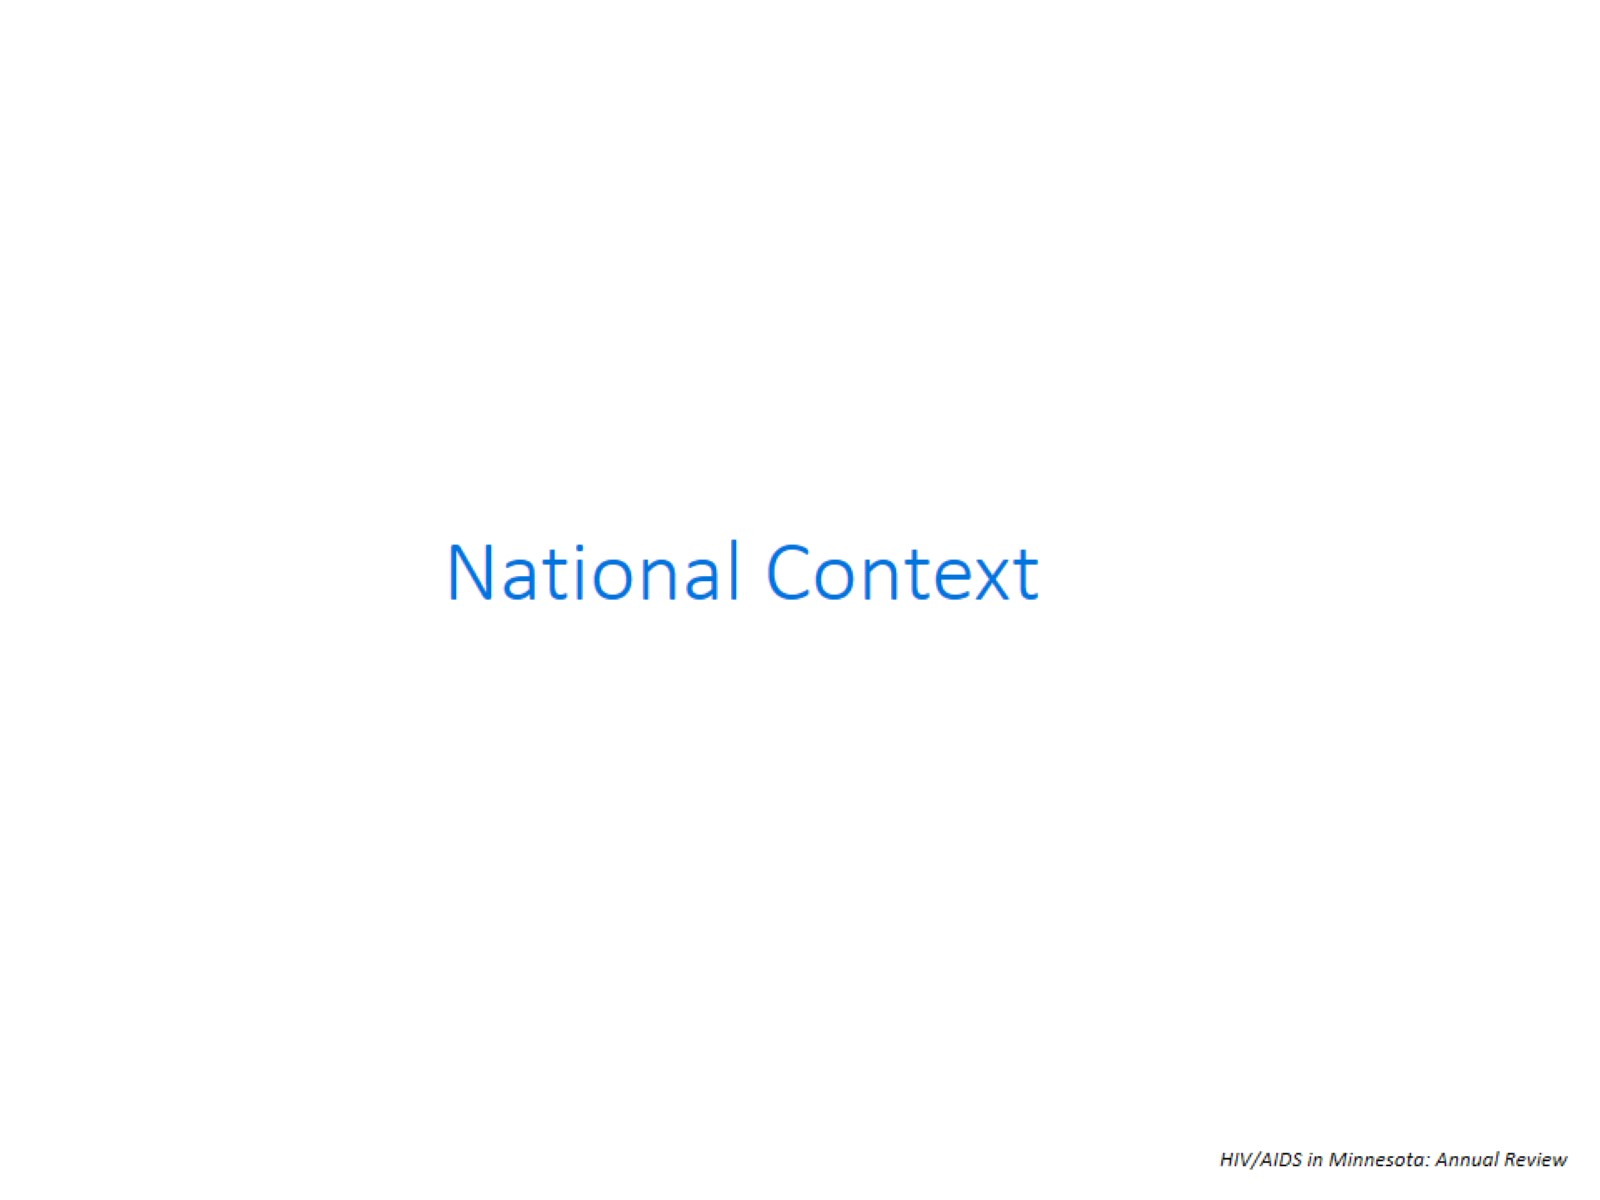 National Context
HIV/AIDS in Minnesota: Annual Review